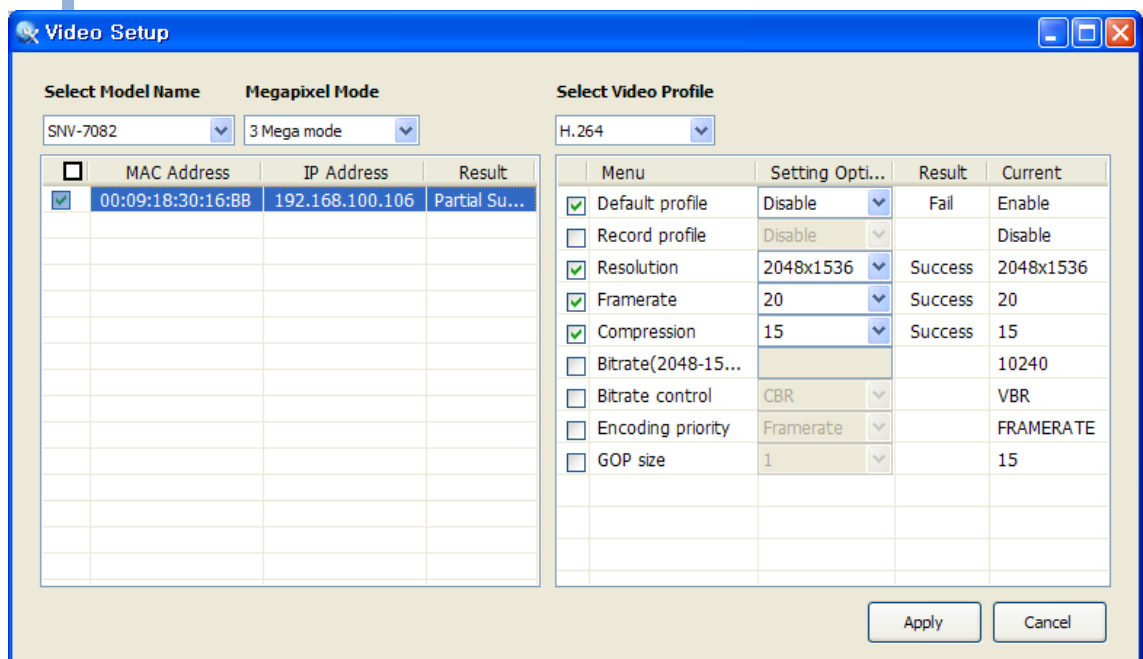 Video Setup
Select Model Name Megapixel Mode Select Video Profile
SNV-7082 3 Mega mode H.264
MAC Address IP Address Result
00:09:18:30:16:BB 192.168.100.106 Partial Su...
Menu Setting Opti... Result Current
Default profile Disable Fail Enable
Record profile Disable Disable
Resolution 2048x1536 Success 2048x1536
Framerate 20 Success 20
Compression 15 Success 15
Bitrate(2048-15... 10240
Bitrate control CBR VBR
Encoding priority Framerate FRAMERATE
GOP size 1 15
Apply Cancel